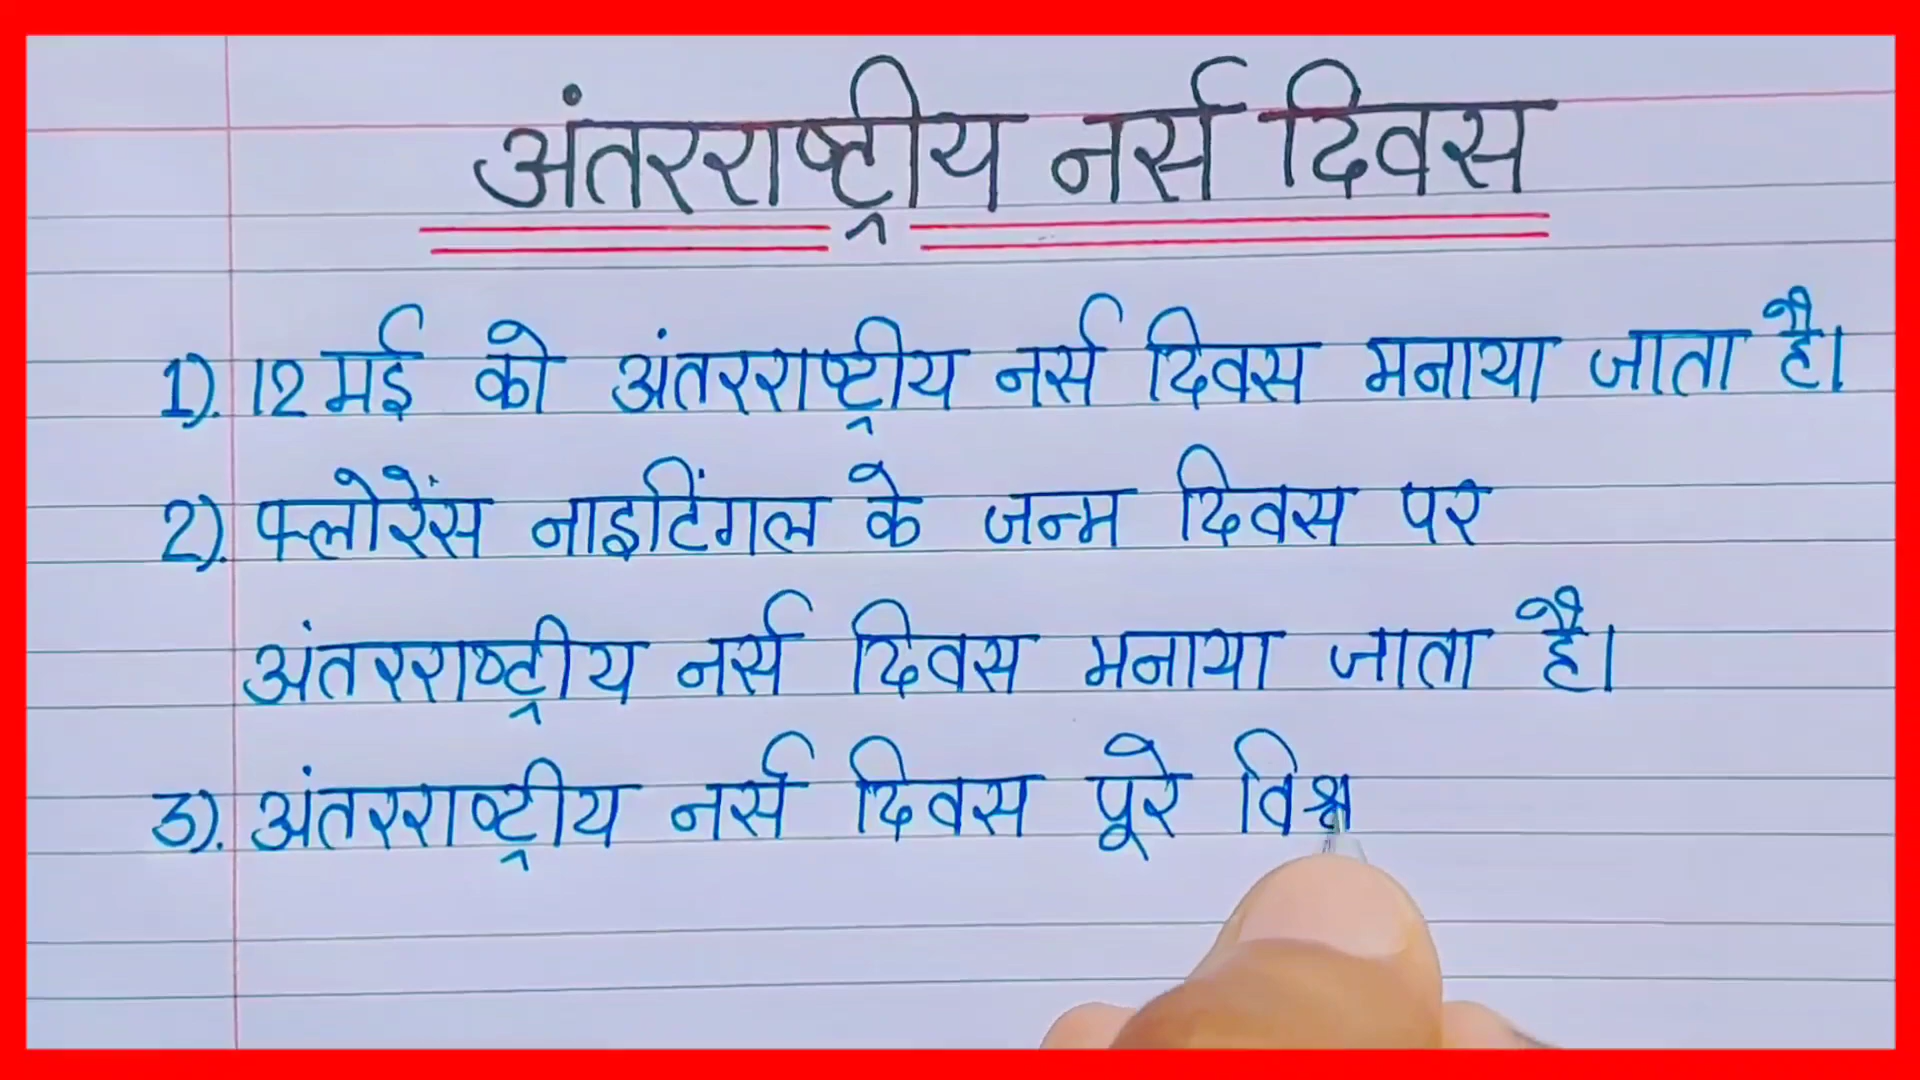 अंतरराष्ट्रीय नर्स दिवस
1). 12 मई को अंतरराष्ट्रीय नर्स दिवस मनाया जाता है।
2). फ्लोरेंस नाइटिंगल के जन्म दिवस पर
अंतरराष्ट्रीय नर्स दिवस मनाया जाता है।
3). अंतरराष्ट्रीय नर्स दिवस पूरे विश्व